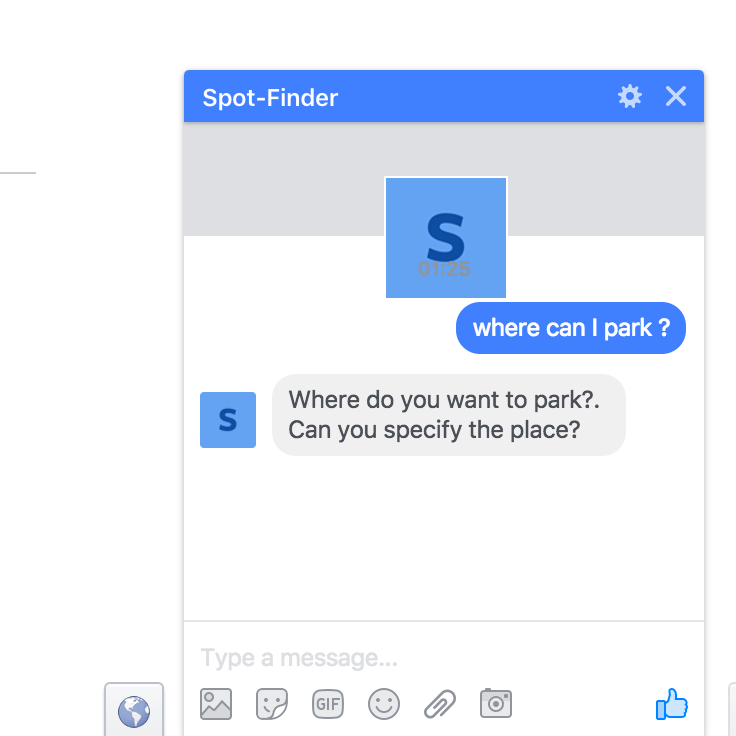 Spot-Finder
S
01:25
where can I park ?
S
Where do you want to park?.
Can you specify the place?
Type a message...
GIF